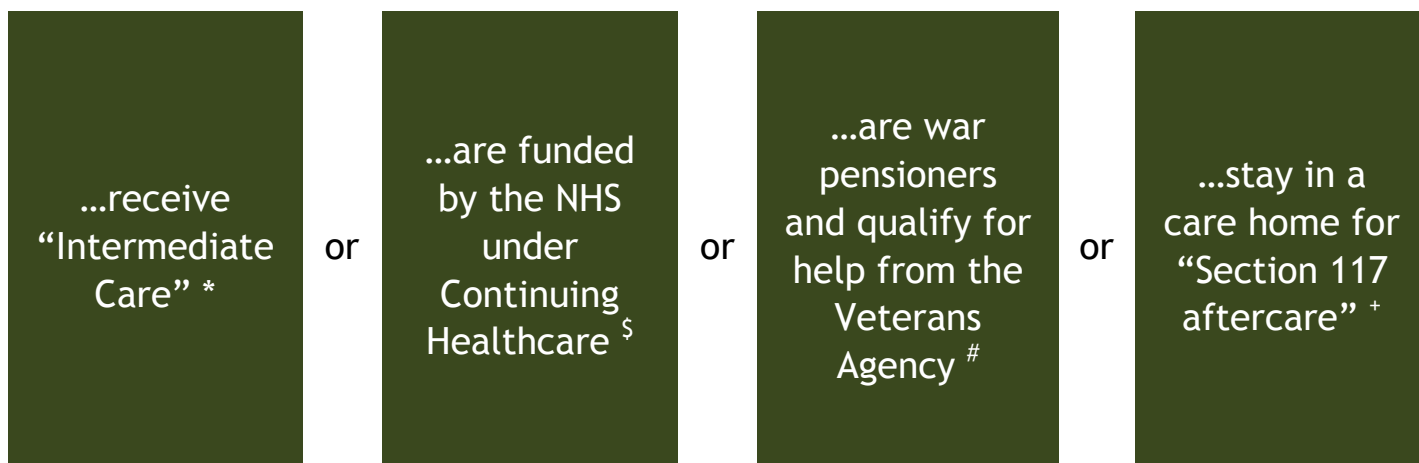 …receive
“Intermediate
Care” *
or
…are funded
by the NHS
under
Continuing
Healthcare $
or
…are war
pensioners
and qualify for
help from the
Veterans
Agency #
or
…stay in a
care home for
“Section 117
aftercare” +